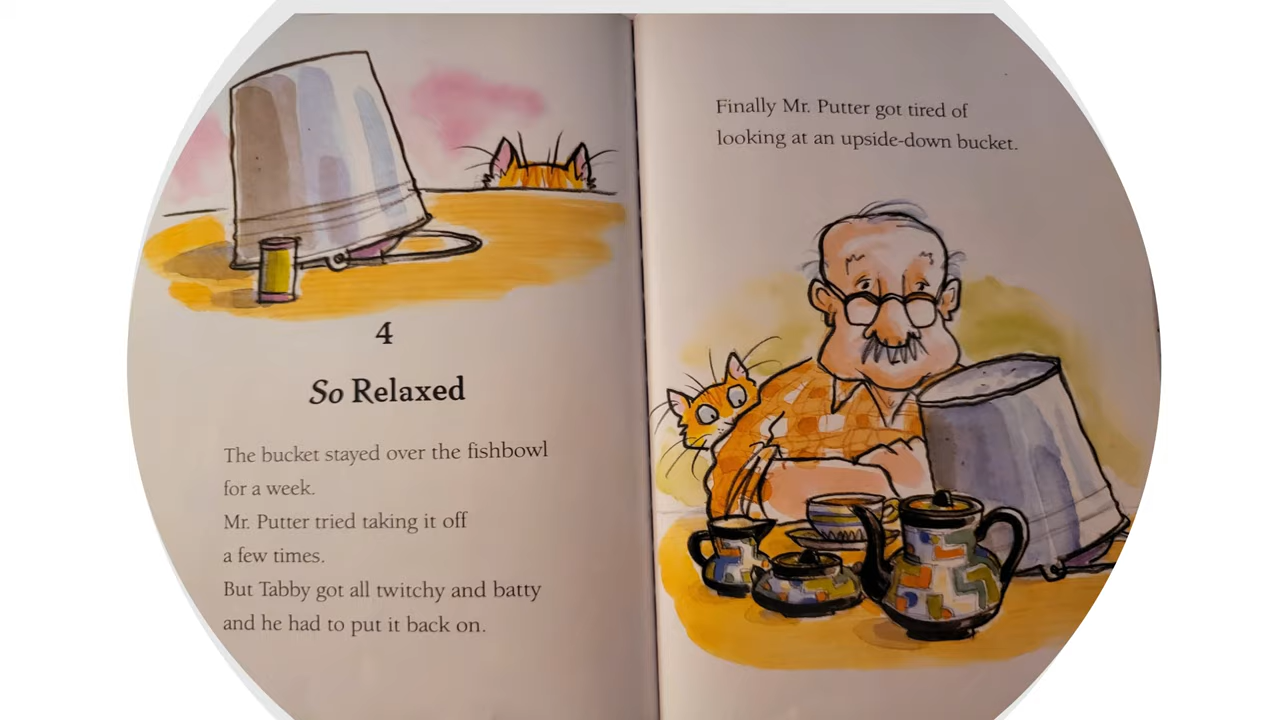 4
So Relaxed
The bucket stayed over the fishbowl
for a week.
Mr. Putter tried taking it off
a few times.
But Tabby got all twitchy and batty
and he had to put it back on.
Finally Mr. Putter got tired of
looking at an upside-down bucket.